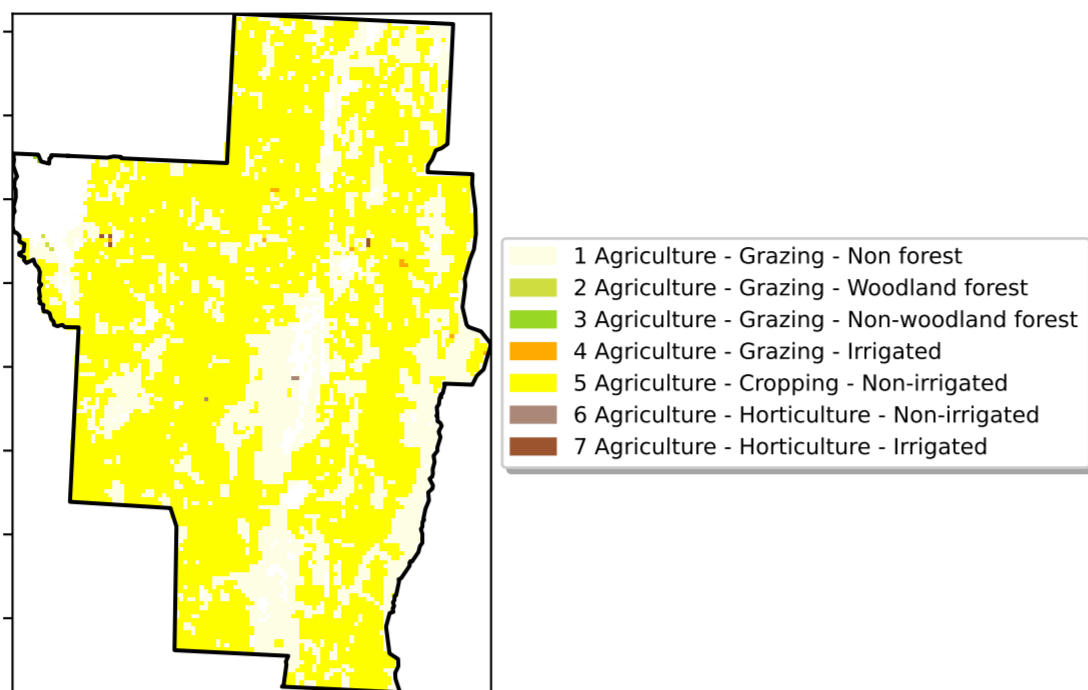 1 Agriculture - Grazing - Non forest
2 Agriculture - Grazing - Woodland forest
3 Agriculture - Grazing - Non-woodland forest
4 Agriculture - Grazing - Irrigated
5 Agriculture - Cropping - Non-irrigated
6 Agriculture - Horticulture - Non-irrigated
7 Agriculture - Horticulture - Irrigated